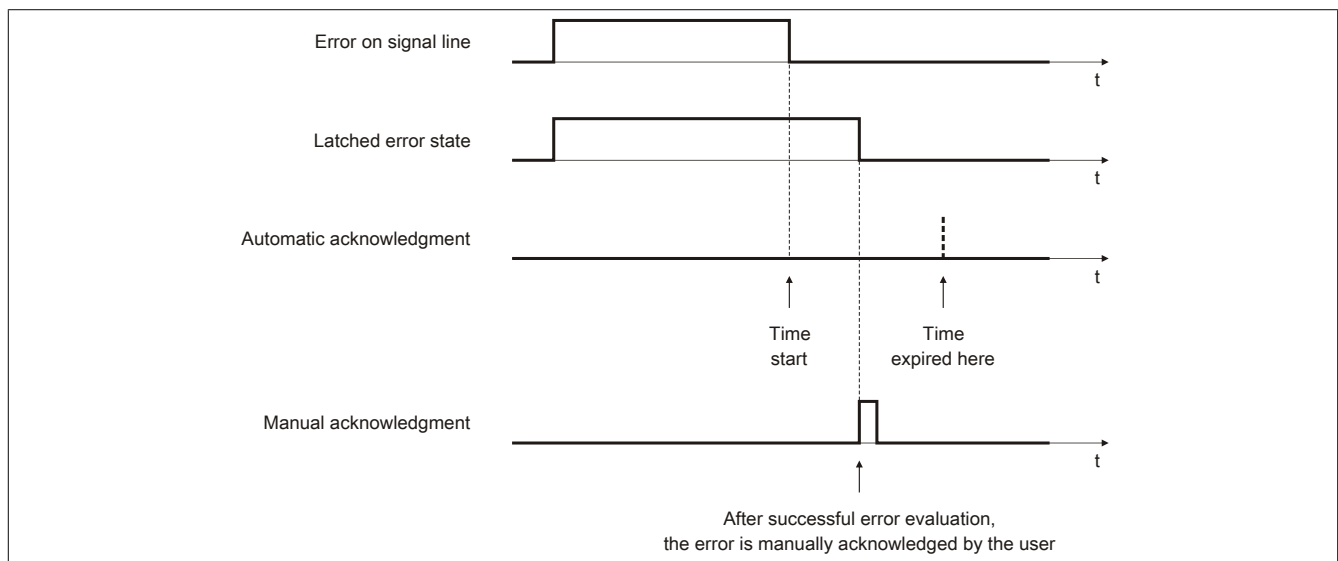 Error on signal line
t
Latched error state
t
Automatic acknowledgment
t
Time
start
Time
expired here
Manual acknowledgment
t
After successful error evaluation,
the error is manually acknowledged by the user